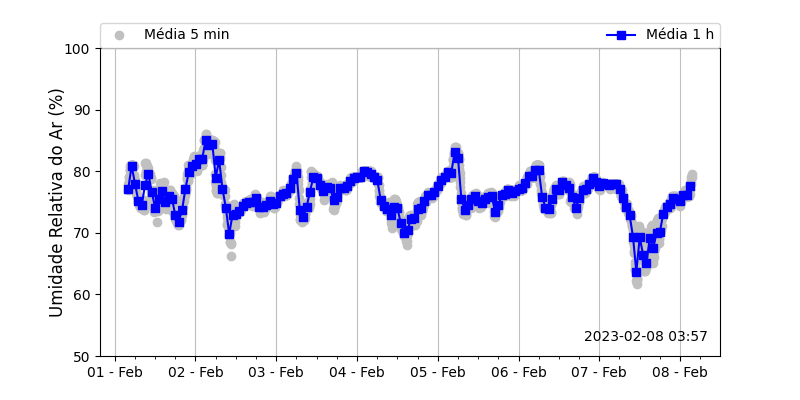 Média 5 min
Média 1 h
Umidade Relativa do Ar (%)
100
90
80
70
60
50
2023-02-08 03:57
01 - Feb
02 - Feb
03 - Feb
04 - Feb
05 - Feb
06 - Feb
07 - Feb
08 - Feb